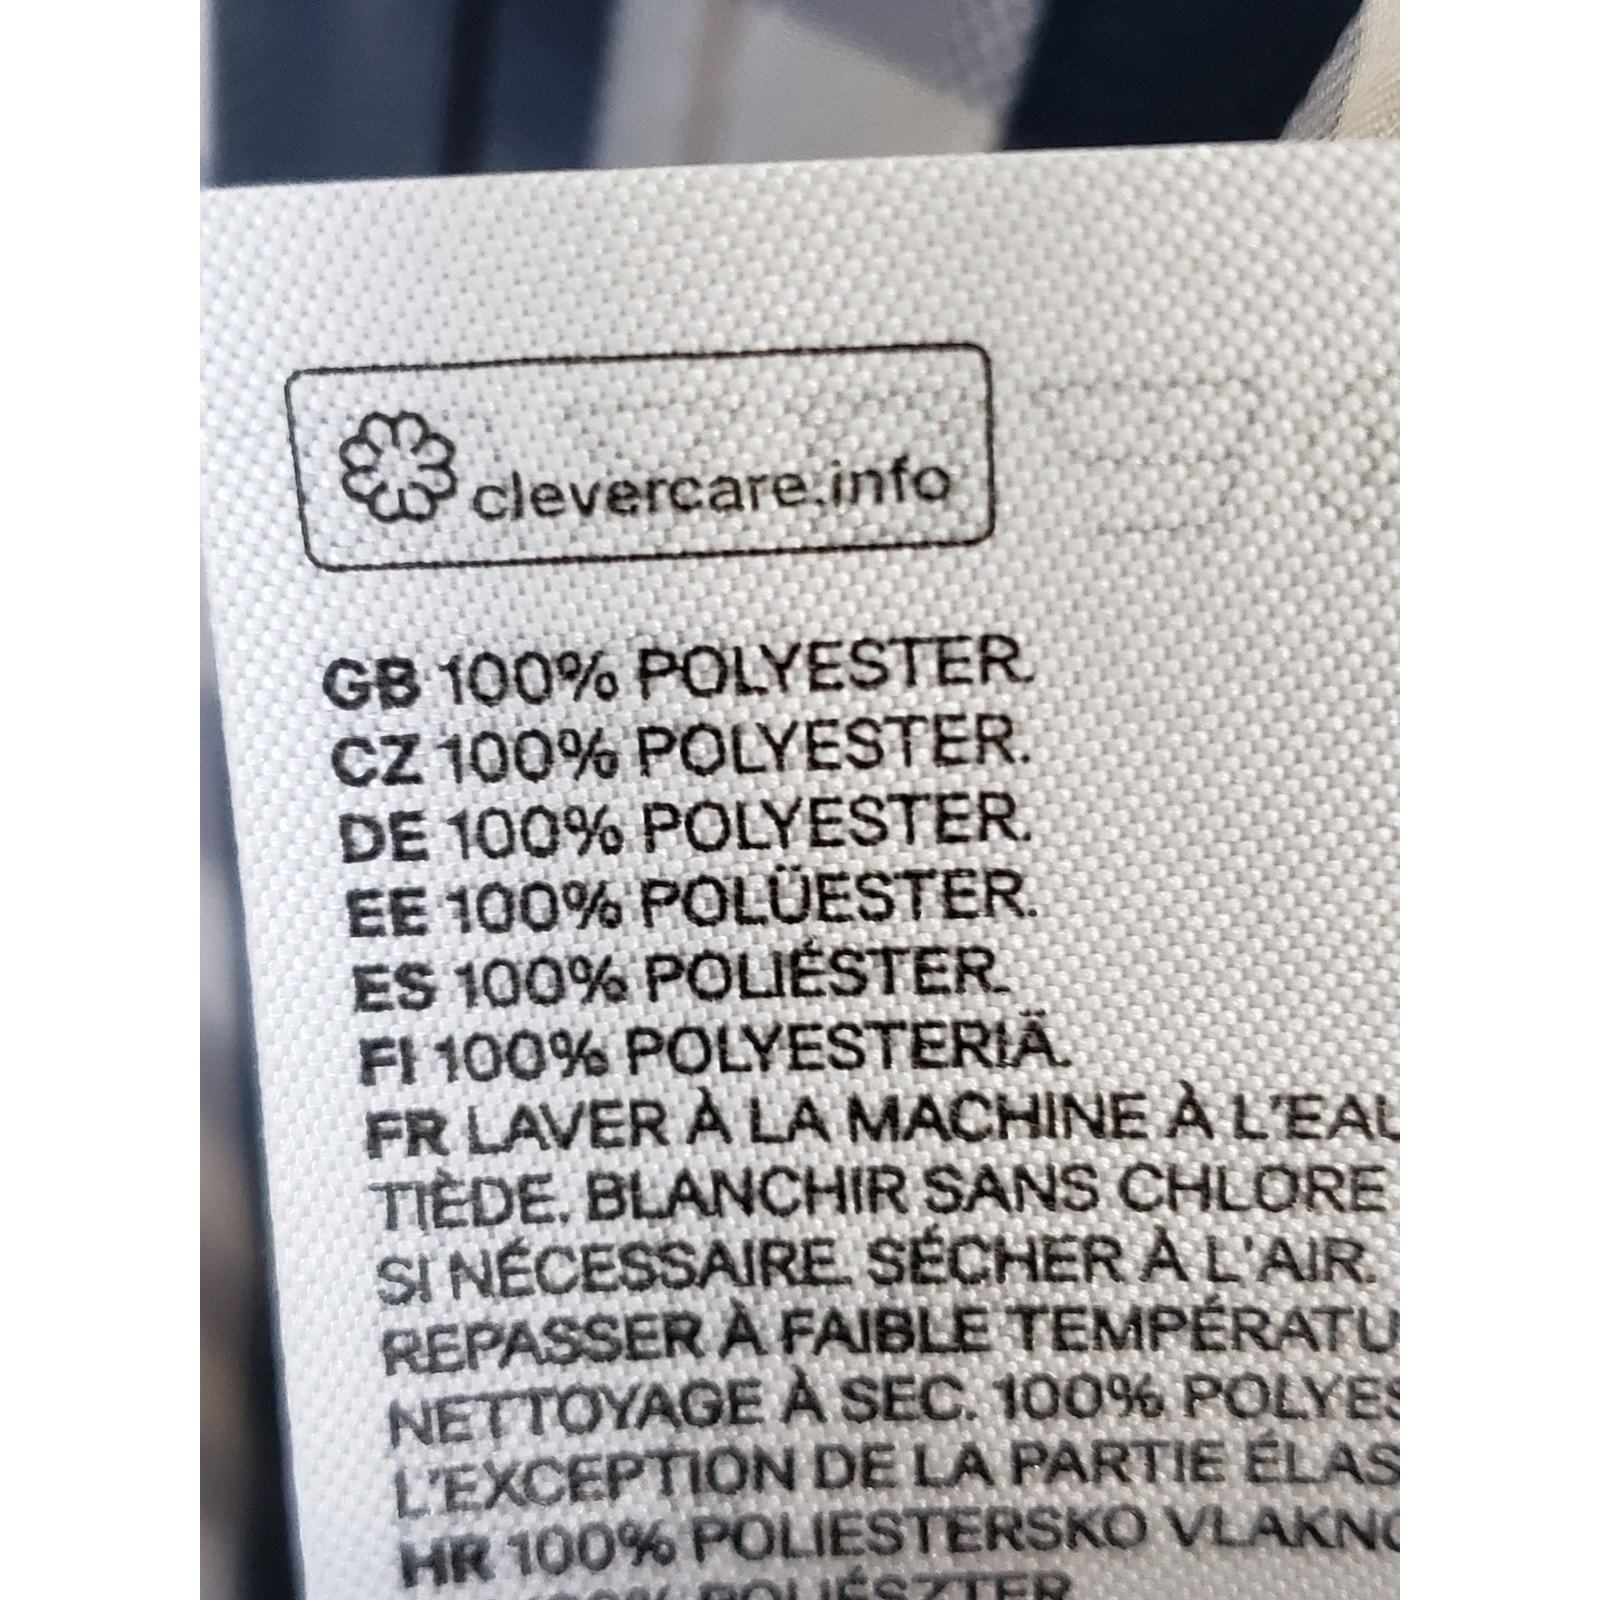 clevercare.info
GB 100% POLYESTER.
CZ 100% POLYESTER.
DE 100% POLYESTER.
EE 100% POLÜESTER.
ES 100% POLIÉSTER.
FI 100% POLYESTERIÄ.
FR LAVER À LA MACHINE À L'EAU
TIÈDE. BLANCHIR SANS CHLORE
SI NÉCESSAIRE. SÉCHER À L'AIR.
REPASSER À FAIBLE TEMPÉRATU
NETTOYAGE À SEC. 100% POLYES
L'EXCEPTION DE LA PARTIE ÉLAS
HR 100% POLIESTERSKO VLAKNO
100% POLIÉSZTER